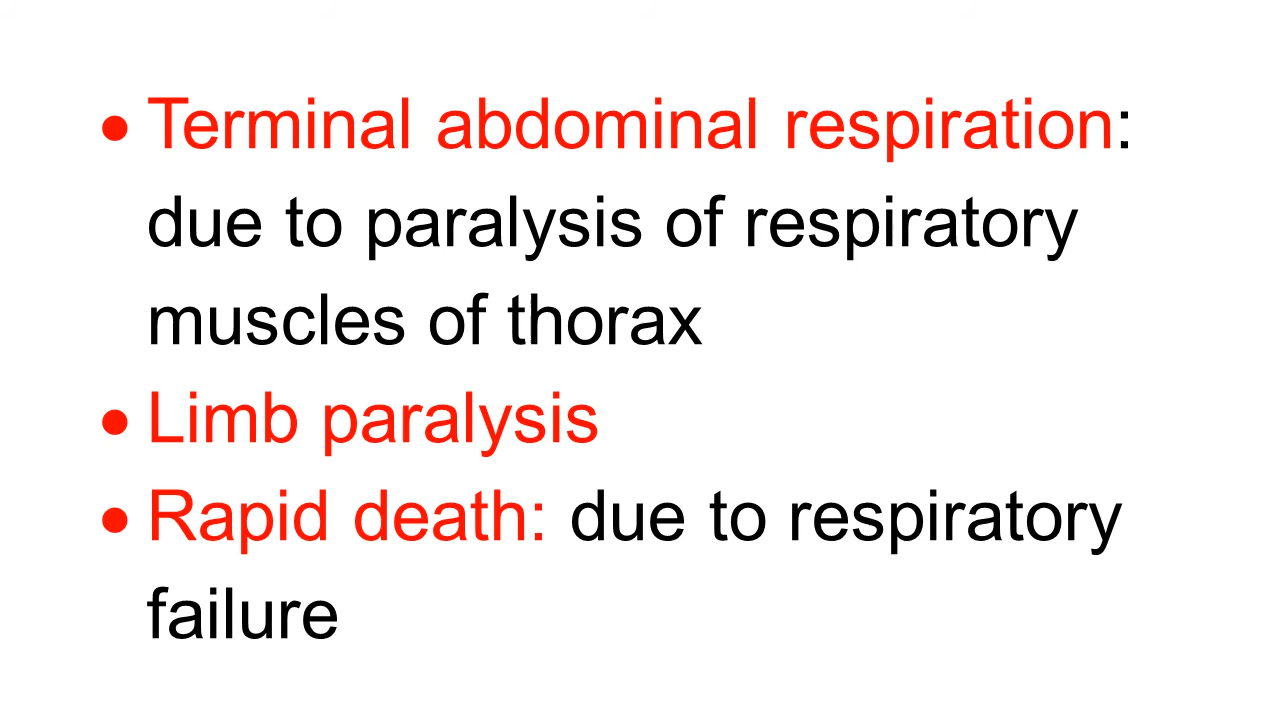 • Terminal abdominal respiration:
due to paralysis of respiratory
muscles of thorax
• Limb paralysis
• Rapid death: due to respiratory
failure